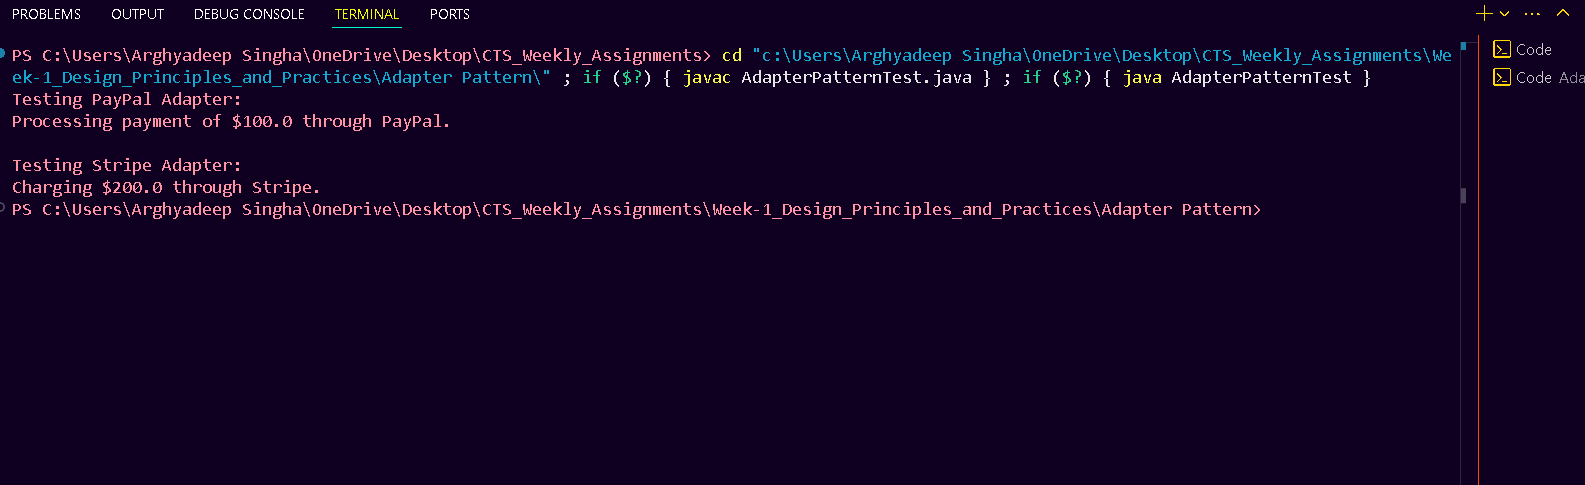 PROBLEMS OUTPUT DEBUG CONSOLE TERMINAL PORTS
PS C:\Users\Arghyadeep Singha\OneDrive\Desktop\CTS_Weekly_Assignments> cd "c:\Users\Arghyadeep Singha\OneDrive\Desktop\CTS_Weekly_Assignments\We
ek-1_Design_Principles_and_Practices\Adapter Pattern\" ; if ($?) { javac AdapterPatternTest.java } ; if ($?) { java AdapterPatternTest }
Testing PayPal Adapter:
Processing payment of $100.0 through PayPal.
Testing Stripe Adapter:
Charging $200.0 through Stripe.
PS C:\Users\Arghyadeep Singha\OneDrive\Desktop\CTS_Weekly_Assignments\Week-1_Design_Principles_and_Practices\Adapter Pattern>
Code
Code Ada